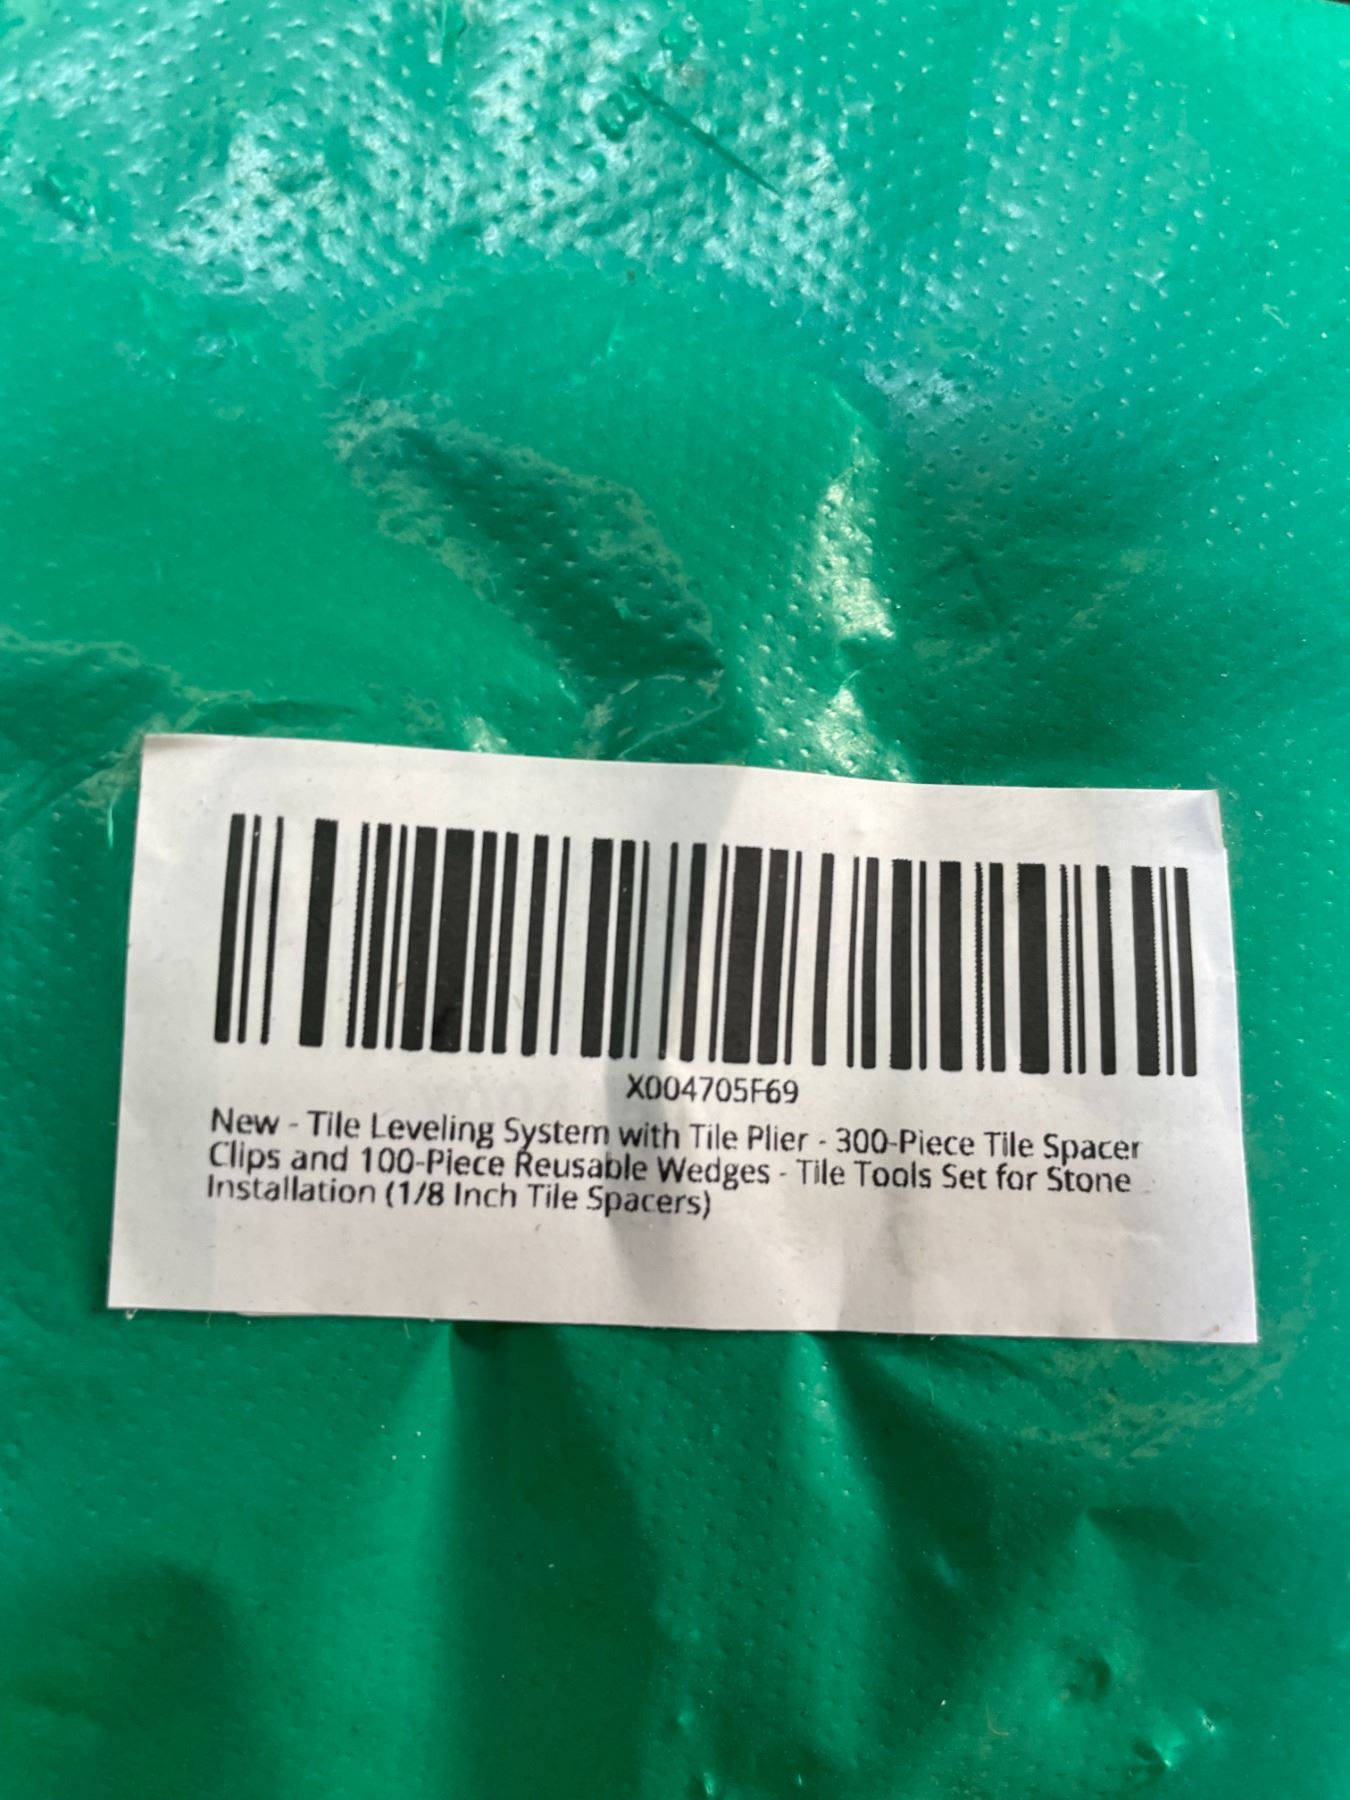 X004705F69
New - Tile Leveling System with Tile Plier - 300-Piece Tile Spacer
Clips and 100-Piece Reusable Wedges - Tile Tools Set for Stone
Installation (1/8 Inch Tile Spacers)